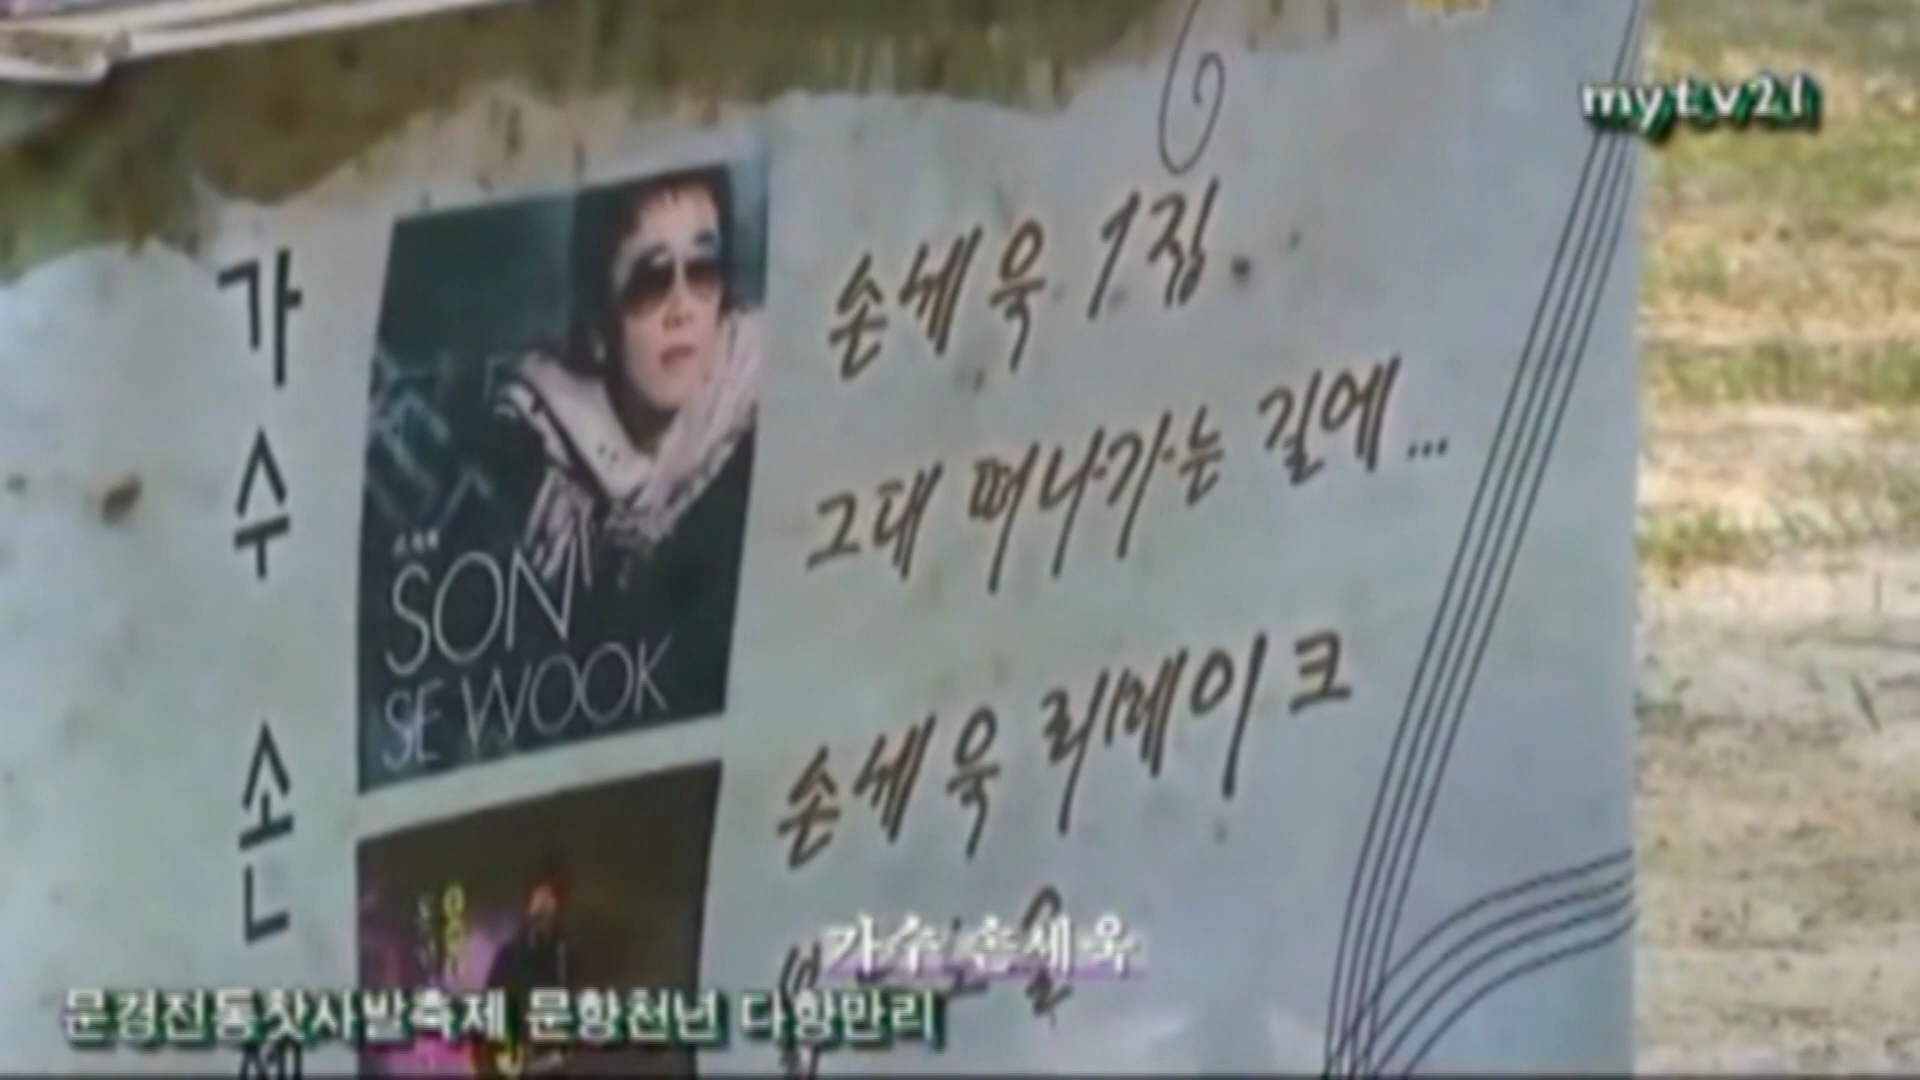 mytv21
가
수
손
세
SON
SE WOOK
손세욱 1집
그대 떠나가는 길에...
손세욱 리메이크
가수 손세욱
문경전통찻사발축제 문향천년 다향만리